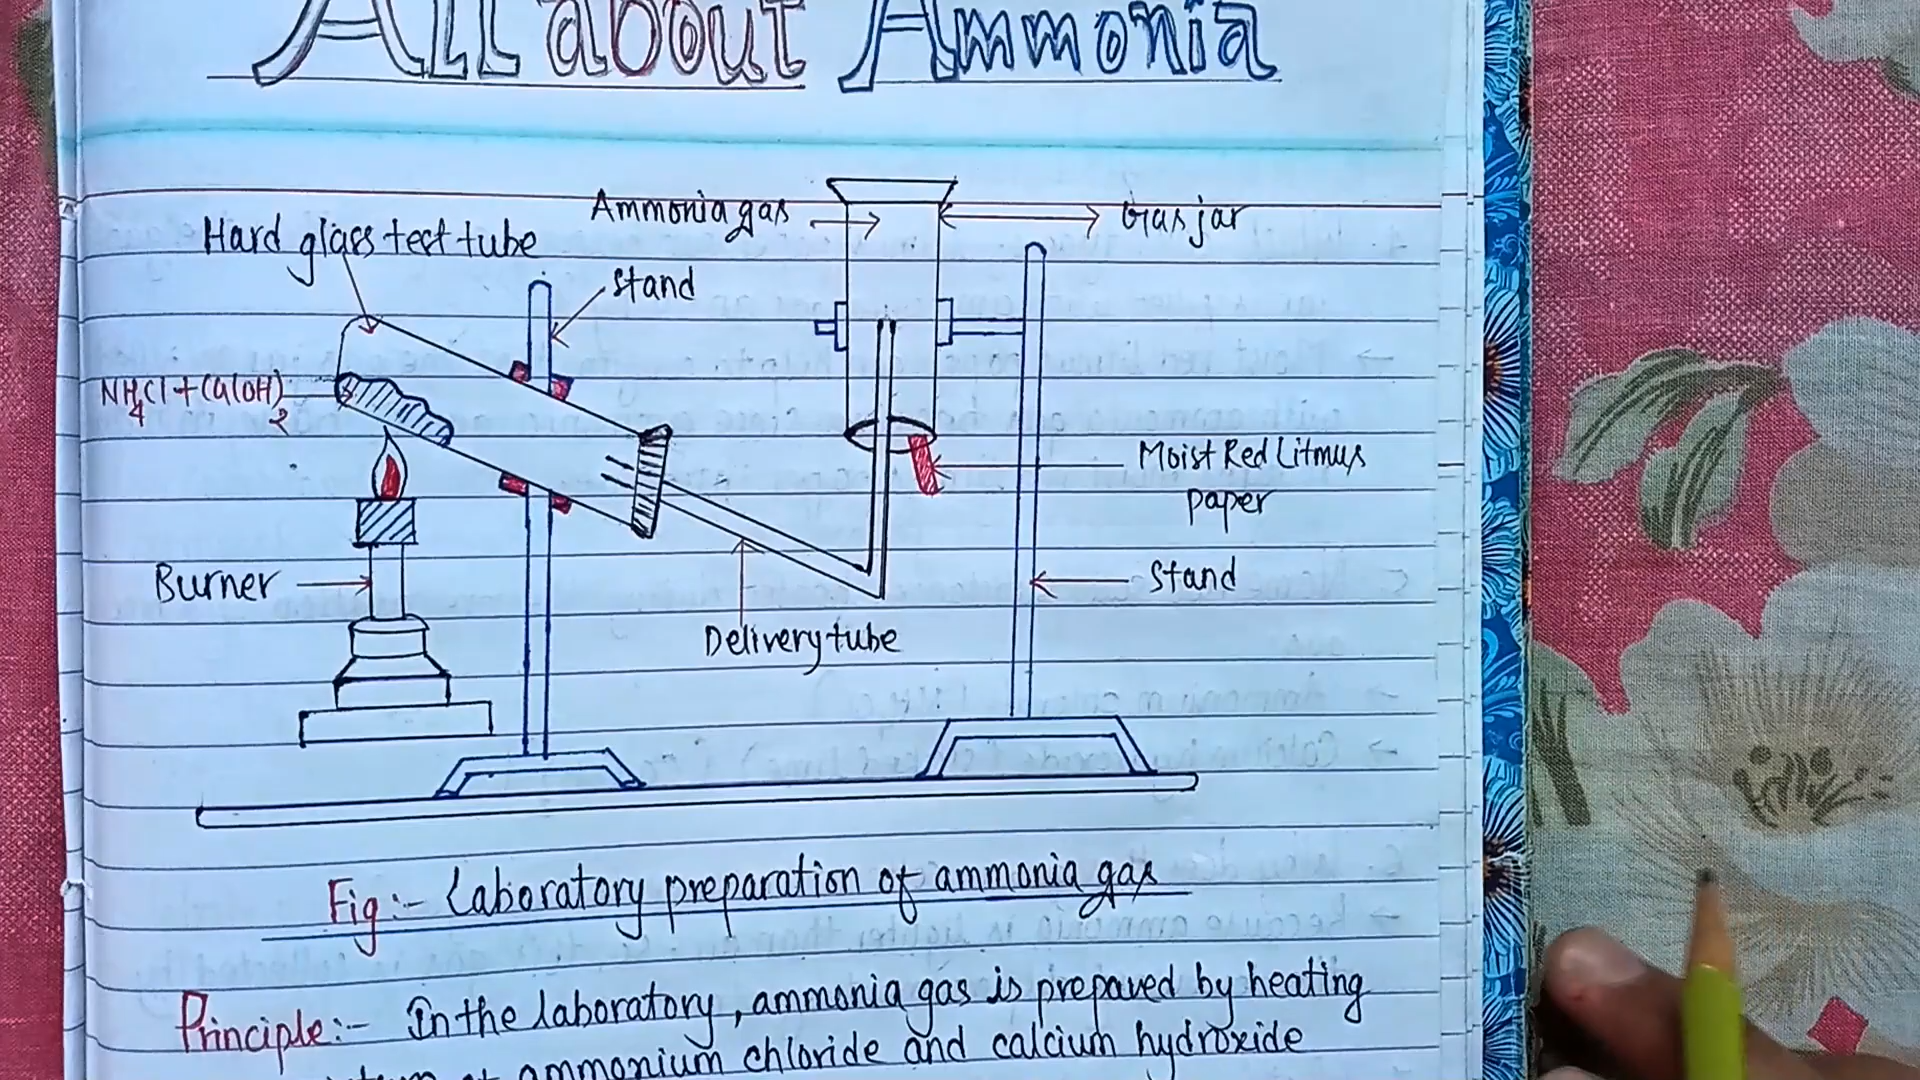 All about Ammonia
Ammonia gas
Gas jar
Hard glass test tube
Stand
NH4Cl + Ca(OH)2
Moist Red Litmus
paper
Burner
Stand
Delivery tube
Fig:- Laboratory preparation of ammonia gas
Principle:- In the laboratory, ammonia gas is prepared by heating
of ammonium chloride and calcium hydroxide